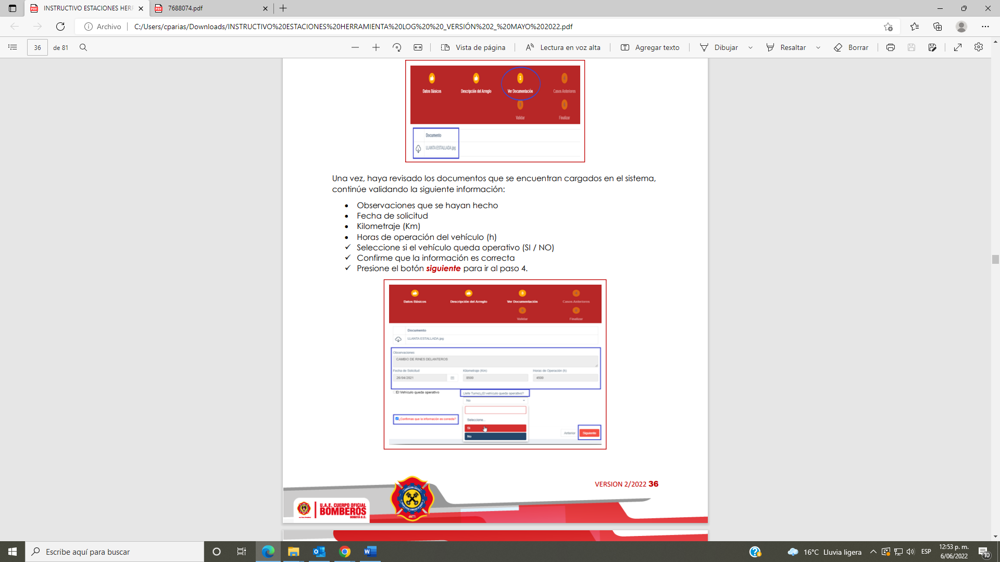 INSTRUCTIVO ESTACIONES HERR
7688074.pdf
Archivo
C:/Users/cparias/Downloads/INSTRUCTIVO%20ESTACIONES%20HERRAMIENTA%20LOG%20%20_VERSIÓN%202_%20MAYO%202022.pdf
36 de 81
Vista de página
Lectura en voz alta
Agregar texto
Dibujar
Resaltar
Borrar
3
Datos Básicos
Descripción del Arreglo
Ver Documentación
Casos Anteriores
Validar
Finalizar
Documento
LLANTA ESTALLADA.jpg
Una vez, haya revisado los documentos que se encuentran cargados en el sistema,
continúe validando la siguiente información:
• Observaciones que se hayan hecho
• Fecha de solicitud
• Kilometraje (Km)
• Horas de operación del vehículo (h)
✓ Seleccione si el vehículo queda operativo (SI / NO)
✓ Confirme que la información es correcta
✓ Presione el botón siguiente para ir al paso 4.
3
Datos Básicos
Descripción del Arreglo
Ver Documentación
Casos Anteriores
Validar
Finalizar
Documento
LLANTA ESTALLADA.jpg
Observaciones
CAMBIO DE RINES DELANTEROS
Fecha de Solicitud
Kilometraje (Km)
Horas de Operación (h)
26/04/2021
8500
4500
El Vehículo queda operativo
(Jefe Turno)¿El vehículo queda operativo?
No
¿Confirmas que la información es correcta?
Seleccione...
Si
No
Anterior
Siguiente
VERSION 2/2022 36
U.A.E. CUERPO OFICIAL
BOMBEROS
BOGOTÁ D.C.
Escribe aquí para buscar
16°C Lluvia ligera
ESP
12:53 p. m.
6/06/2022
10